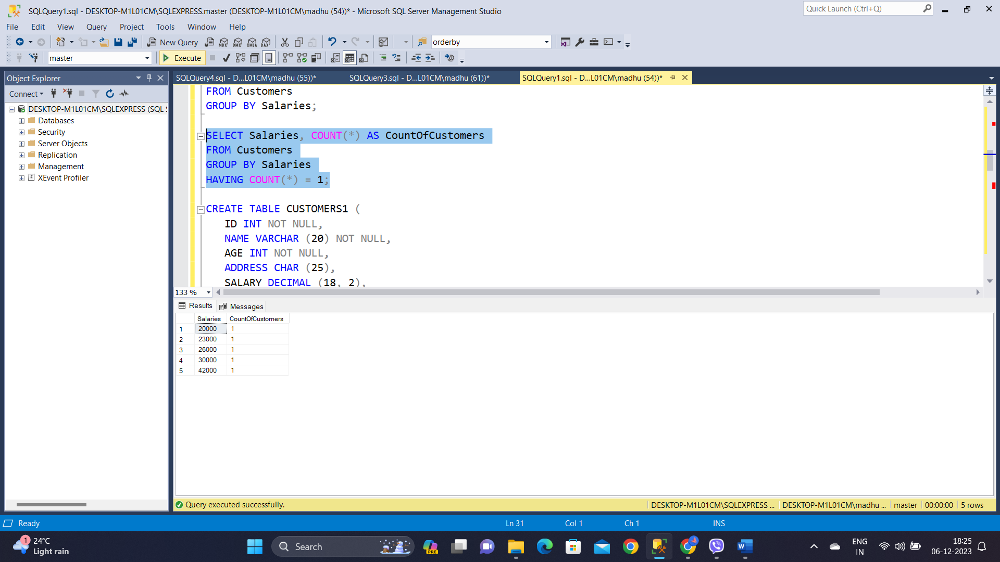 SQLQuery1.sql - DESKTOP-M1L01CM\SQLEXPRESS.master (DESKTOP-M1L01CM\madhu (54))* - Microsoft SQL Server Management Studio
Quick Launch (Ctrl+Q)
File Edit View Query Project Tools Window Help
New Query MDX DMX XMLA DAX orderby
master Execute
Object Explorer
SQLQuery4.sql - D...L01CM\madhu (55))* SQLQuery3.sql - D...L01CM\madhu (61))* SQLQuery1.sql - D...L01CM\madhu (54))*
Connect
DESKTOP-M1L01CM\SQLEXPRESS (SQL S
Databases
Security
Server Objects
Replication
Management
XEvent Profiler
FROM Customers
GROUP BY Salaries;
SELECT Salaries, COUNT(*) AS CountOfCustomers
FROM Customers
GROUP BY Salaries
HAVING COUNT(*) = 1;
CREATE TABLE CUSTOMERS1 (
ID INT NOT NULL,
NAME VARCHAR (20) NOT NULL,
AGE INT NOT NULL,
ADDRESS CHAR (25),
SALARY DECIMAL (18, 2),
133 %
Results Messages
Salaries CountOfCustomers
1 20000 1
2 23000 1
3 26000 1
4 30000 1
5 42000 1
Query executed successfully. DESKTOP-M1L01CM\SQLEXPRESS ... DESKTOP-M1L01CM\madhu ... master 00:00:00 5 rows
Ready Ln 31 Col 1 Ch 1 INS
1 24°C
Light rain
Search
PRE
ENG
IN
18:25
06-12-2023